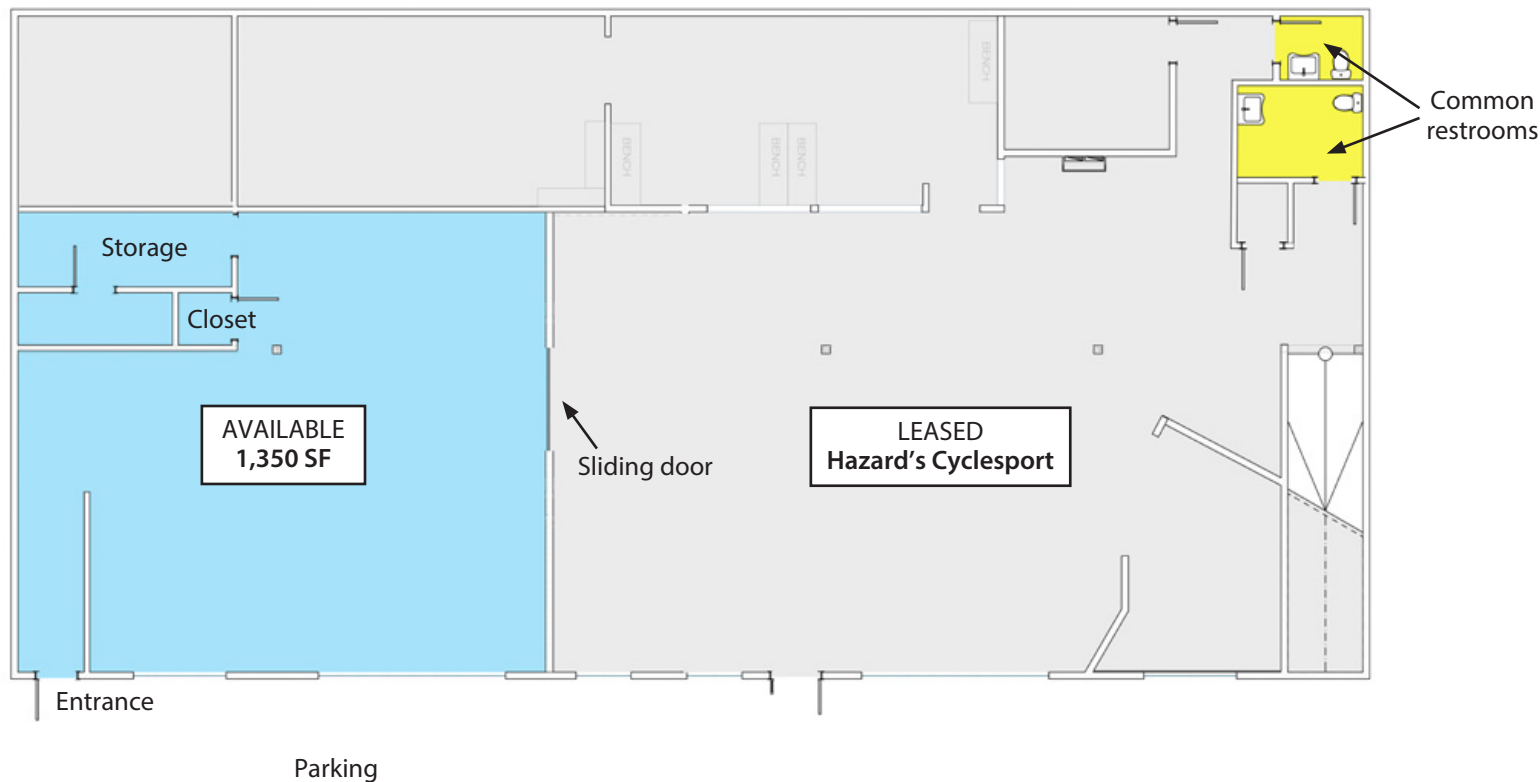 BENCH
BENCH
BENCH
BENCH
Common
restrooms
Storage
Closet
AVAILABLE
1,350 SF
Sliding door
LEASED
Hazard's Cyclesport
Entrance
Parking